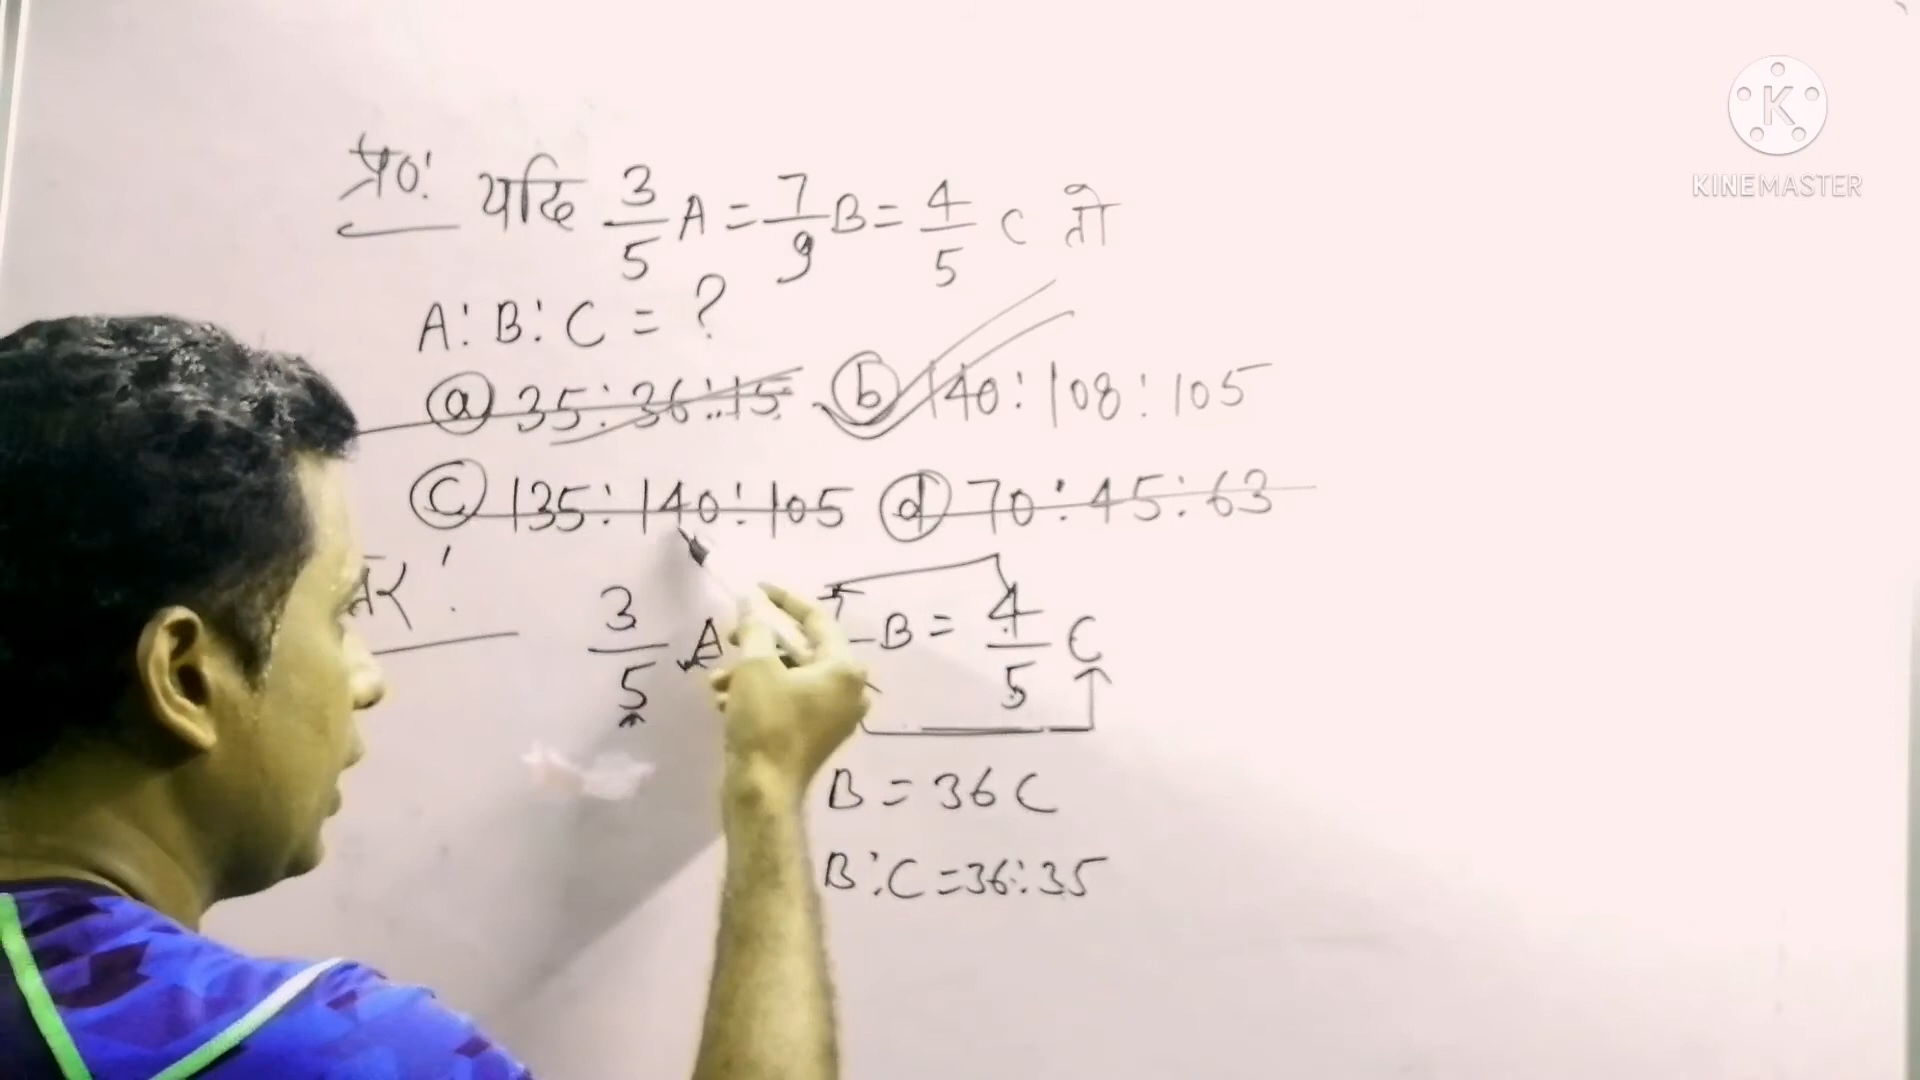 प्र०: यदि 3/5 A = 7/9 B = 4/5 C तो
A : B : C = ?
(a) 35 : 36 : 15 (b) 140 : 108 : 105
(c) 135 : 140 : 105 (d) 70 : 45 : 63
3/5 A B = 4/5 C
B = 36 C
B : C = 36 : 35
K
KINEMASTER